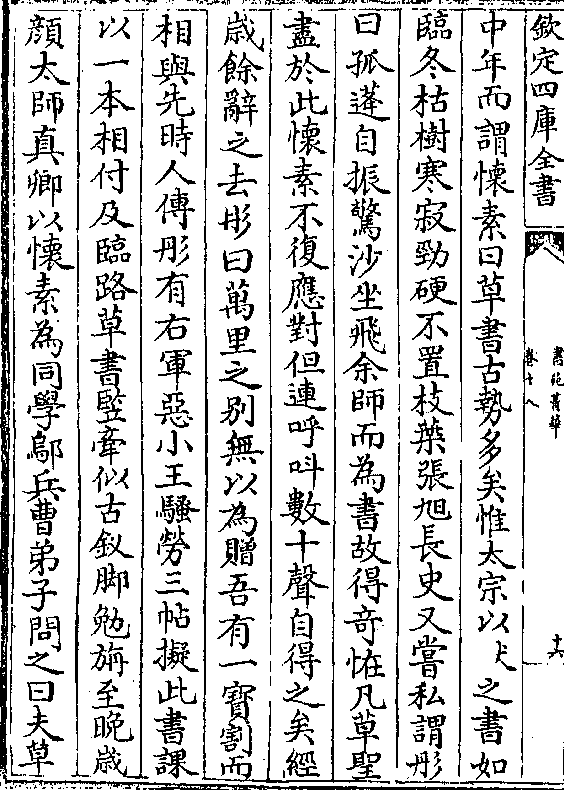 欽定四庫全書
書苑菁華
卷十八
十六
中年而謂懷素曰草書古勢多矣惟太宗以之書如
臨冬枯樹寒寂勁硬不置枝葉張旭長史又嘗私謂彤
曰孤蓬自振驚沙坐飛余師而為書故得竒恠凡草聖
盡於此懷素不復應對但連呼叫數十聲自得之矣經
歲餘辭之去彤曰萬里之别無以為贈吾有一寳割而
相與先時人傳彤有右軍惡小王騷勞三帖擬此書課
以一本相付及臨路草書豎牽似古釵脚勉旃至晩歲
顔太師真卿以懷素為同學鄔兵曹弟子問之曰夫草